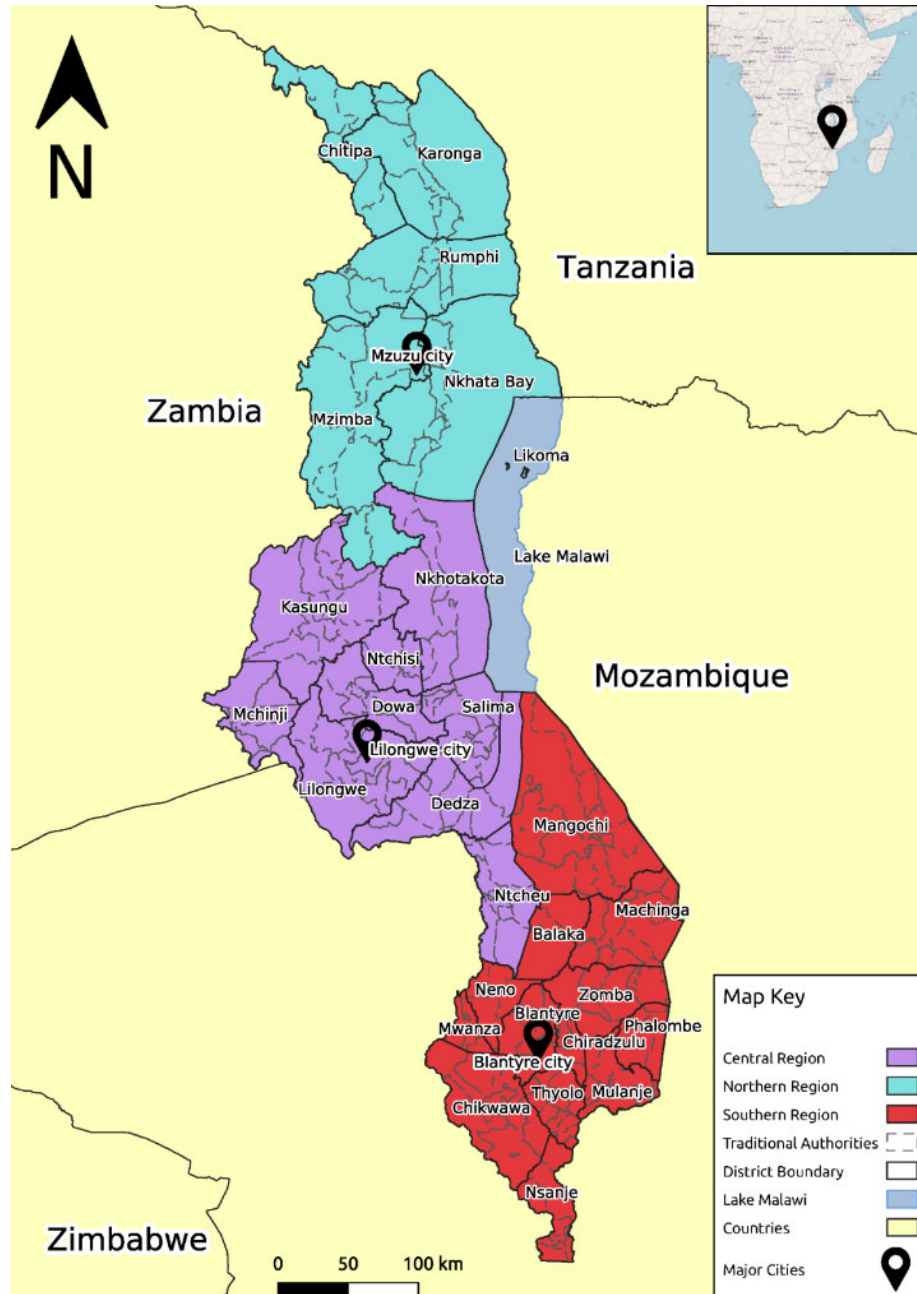 N
Chitipa
Karonga
Rumphi
Tanzania
Mzuzu city
Nkhata Bay
Zambia
Mzimba
Likoma
Lake Malawi
Nkhotakota
Kasungu
Ntchisi
Mozambique
Mchinji
Dowa
Salima
Lilongwe city
Lilongwe
Dedza
Mangochi
Ntcheu
Machinga
Balaka
Neno
Zomba
Blantyre
Mwanza
Chiradzulu
Phalombe
Blantyre city
Thyolo
Mulanje
Chikwawa
Nsanje
Zimbabwe
0 50 100 km
Map Key
Central Region
Northern Region
Southern Region
Traditional Authorities
District Boundary
Lake Malawi
Countries
Major Cities